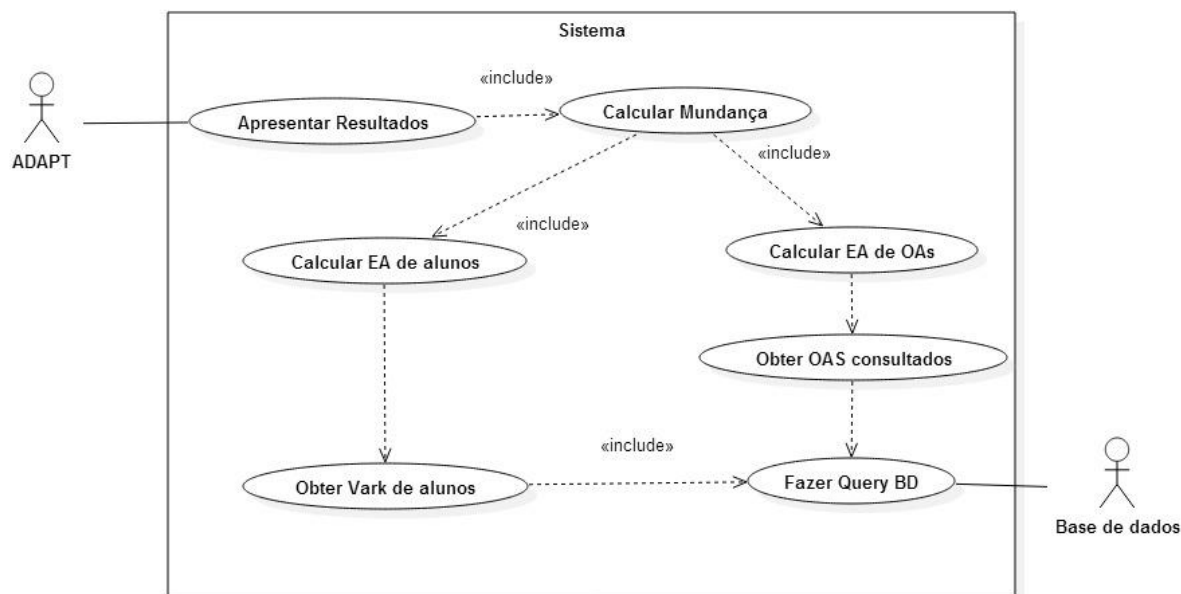 Sistema
«include»
Calcular Mundança
Apresentar Resultados
ADAPT
«include»
«include»
Calcular EA de alunos
Calcular EA de OAs
Obter OAS consultados
«include»
Obter Vark de alunos
Fazer Query BD
Base de dados